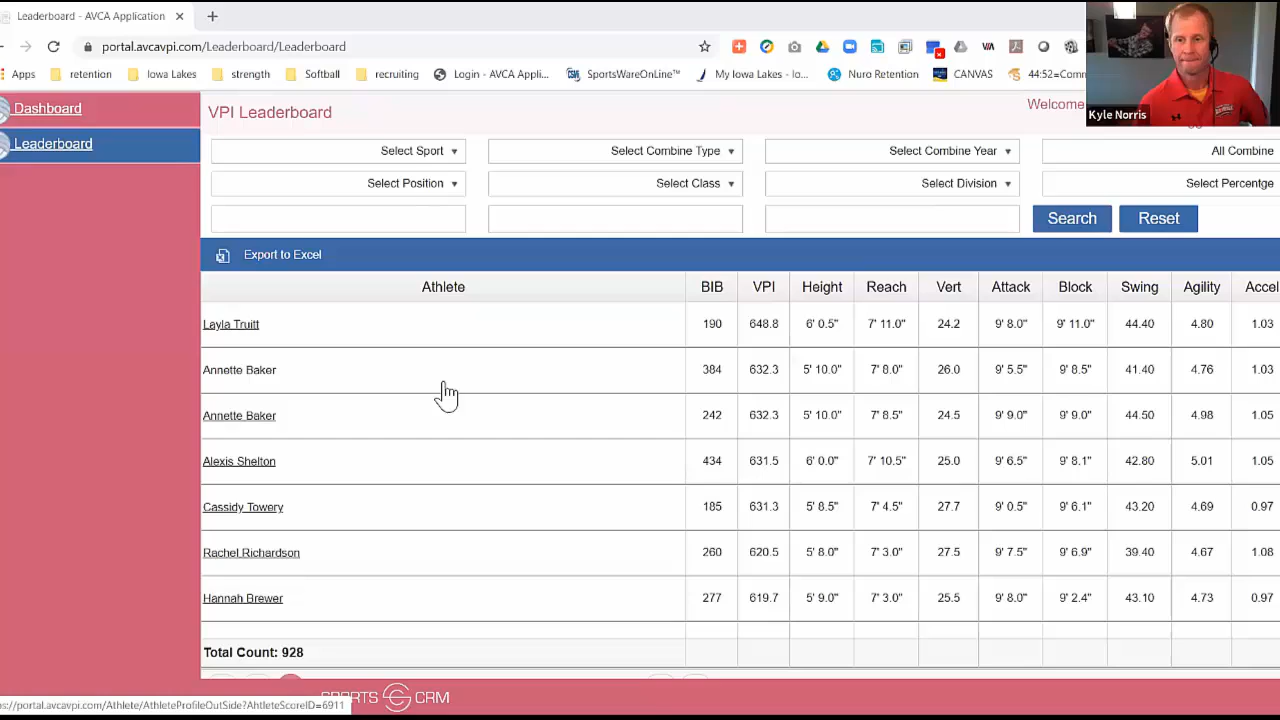 Leaderboard - AVCA Application
portal.avcavpi.com/Leaderboard/Leaderboard
Apps retention Iowa Lakes strength Softball recruiting Login - AVCA Appli... SportsWareOnLine™ My Iowa Lakes - Io... Nuro Retention CANVAS 44:52=Comm
Kyle Norris
Dashboard
Leaderboard
VPI Leaderboard
Welcome
Select Sport Select Combine Type Select Combine Year All Combine
Select Position Select Class Select Division Select Percentge
Search Reset
Export to Excel
Athlete BIB VPI Height Reach Vert Attack Block Swing Agility Accel
Layla Truitt 190 648.8 6' 0.5" 7' 11.0" 24.2 9' 8.0" 9' 11.0" 44.40 4.80 1.03
Annette Baker 384 632.3 5' 10.0" 7' 8.0" 26.0 9' 5.5" 9' 8.5" 41.40 4.76 1.03
Annette Baker 242 632.3 5' 10.0" 7' 8.5" 24.5 9' 9.0" 9' 9.0" 44.50 4.98 1.05
Alexis Shelton 434 631.5 6' 0.0" 7' 10.5" 25.0 9' 6.5" 9' 8.1" 42.80 5.01 1.05
Cassidy Towery 185 631.3 5' 8.5" 7' 4.5" 27.7 9' 0.5" 9' 6.1" 43.20 4.69 0.97
Rachel Richardson 260 620.5 5' 8.0" 7' 3.0" 27.5 9' 7.5" 9' 6.9" 39.40 4.67 1.08
Hannah Brewer 277 619.7 5' 9.0" 7' 3.0" 25.5 9' 8.0" 9' 2.4" 43.10 4.73 0.97
Total Count: 928
SPORTS CRM
s://portal.avcavpi.com/Athlete/AthleteProfileOutSide?AhtleteScoreID=6911